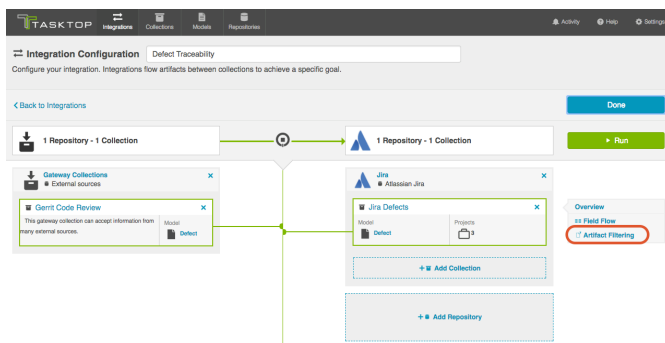 TASKTOP
Integrations
Collections
Models
Repositories
Activity
Help
Settings
Integration Configuration
Defect Traceability
Configure your integration. Integrations flow artifacts between collections to achieve a specific goal.
Back to Integrations
Done
1 Repository - 1 Collection
1 Repository - 1 Collection
Run
Gateway Collections
External sources
Gerrit Code Review
This gateway collection can accept information from
many external sources.
Model
Defect
Jira
Atlassian Jira
Jira Defects
Model
Defect
Projects
3
+ Add Collection
+ Add Repository
Overview
Field Flow
Artifact Filtering